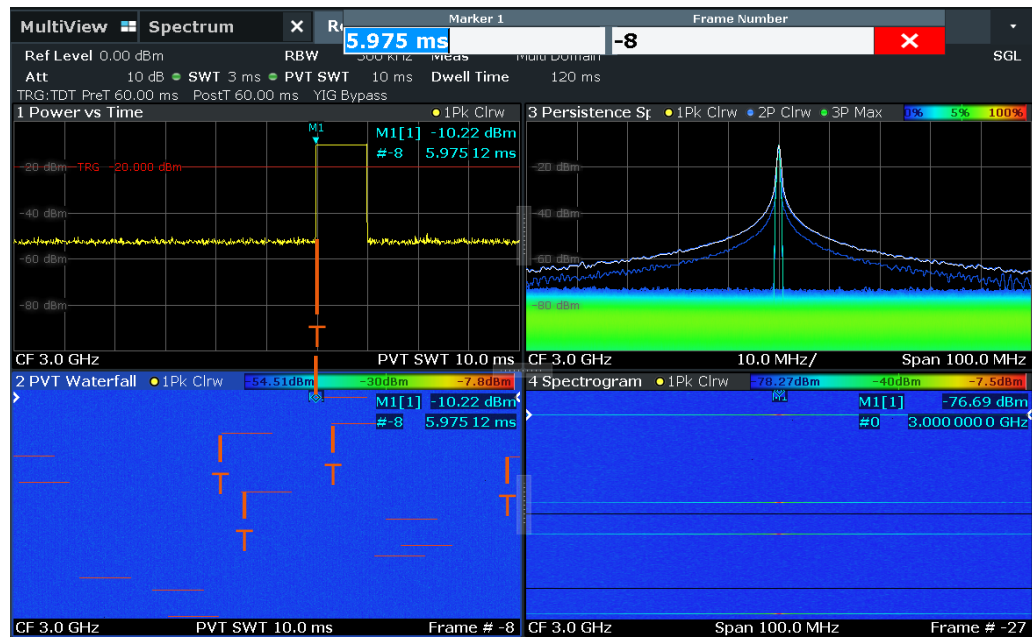 MultiView Spectrum X
Marker 1 Frame Number
5.975 ms -8
Ref Level 0.00 dBm RBW SGL
Att 10 dB SWT 3 ms PVT SWT 10 ms Dwell Time 120 ms
TRG:TDT PreT 60.00 ms PostT 60.00 ms YIG Bypass
1 Power vs Time 1Pk Clrw
M1
M1[1] -10.22 dBm
#-8 5.975 12 ms
-20 dBm TRG -20.000 dBm
-40 dBm
-60 dBm
-80 dBm
T
CF 3.0 GHz PVT SWT 10.0 ms
3 Persistence 1Pk Clrw 2P Clrw 3P Max 0% 5% 100%
-20 dBm
-40 dBm
-60 dBm
-80 dBm
CF 3.0 GHz 10.0 MHz/ Span 100.0 MHz
2 PVT Waterfall 1Pk Clrw -54.51dBm -30dBm -7.8dBm
M1[1] -10.22 dBm
#-8 5.975 12 ms
T
T
T
T
CF 3.0 GHz PVT SWT 10.0 ms Frame # -8
4 Spectrogram 1Pk Clrw -78.27dBm -40dBm -7.5dBm
M1
M1[1] -76.69 dBm
#0 3.000 000 0 GHz
CF 3.0 GHz Span 100.0 MHz Frame # -27